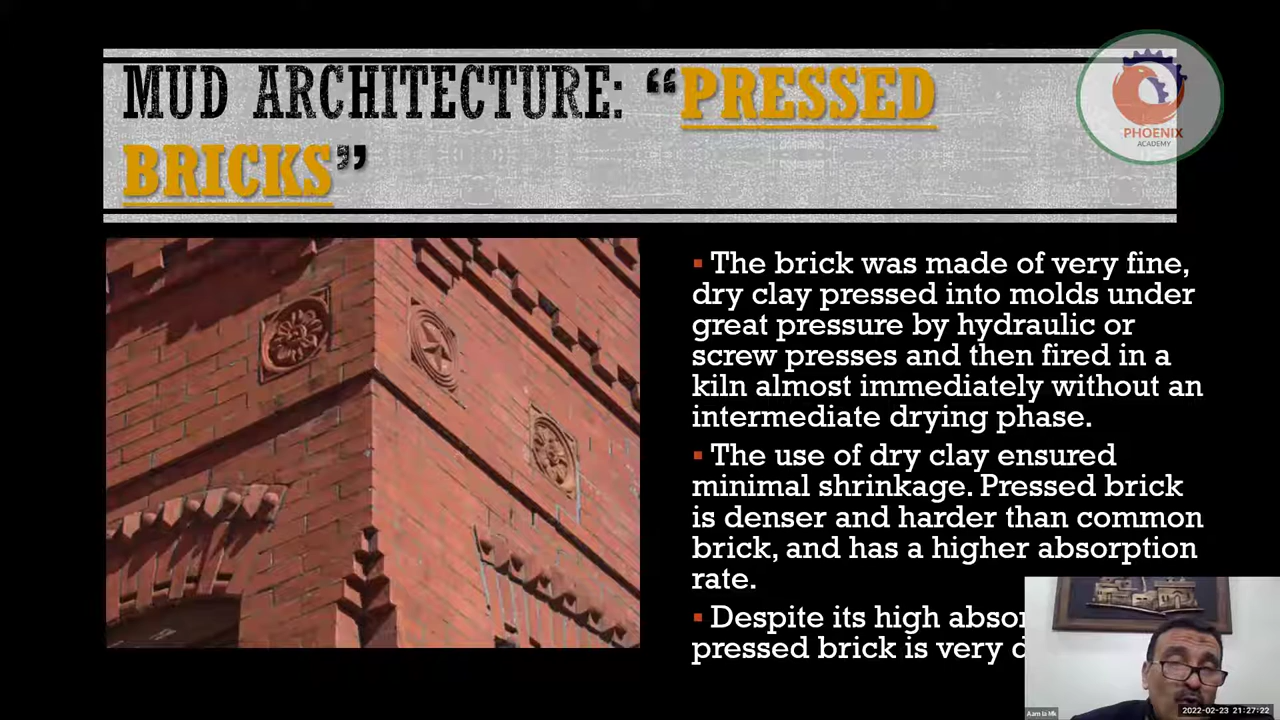 MUD ARCHITECTURE: “PRESSED
BRICKS”
PHOENIX
ACADEMY
▪ The brick was made of very fine,
dry clay pressed into molds under
great pressure by hydraulic or
screw presses and then fired in a
kiln almost immediately without an
intermediate drying phase.
▪ The use of dry clay ensured
minimal shrinkage. Pressed brick
is denser and harder than common
brick, and has a higher absorption
rate.
▪ Despite its high
pressed brick is very
2022-02-23 21:27:22